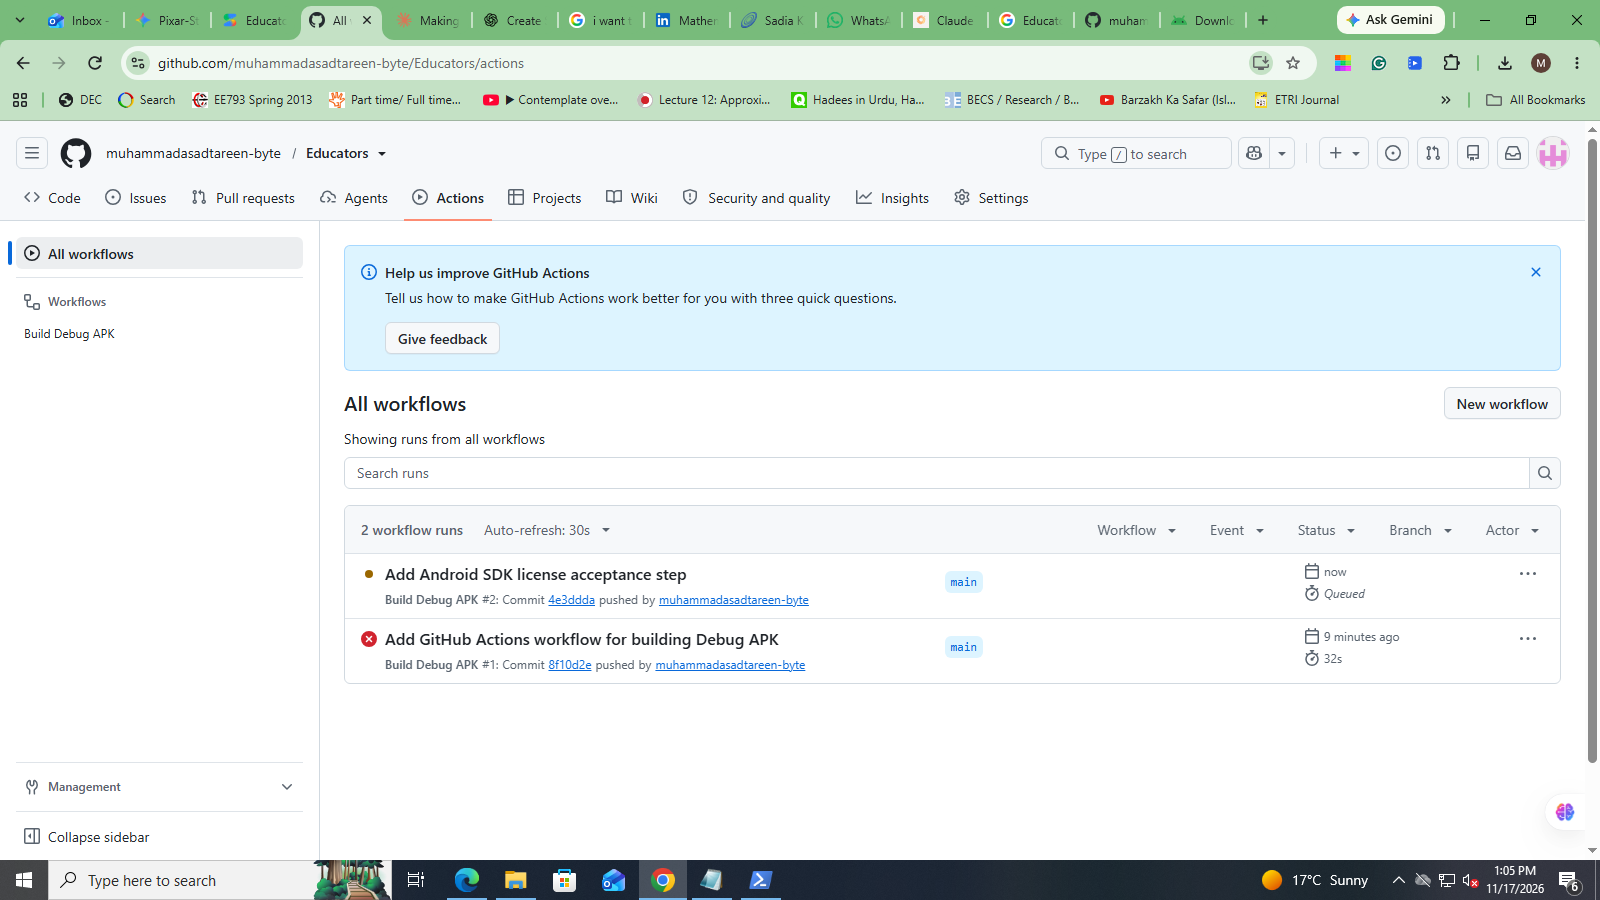 Inbox -
Pixar-St
Educato
All
Making
Create
i want t
Mather
Sadia K
WhatsA
Claude
Educato
muham
Downlo
Ask Gemini
github.com/muhammadasadtareen-byte/Educators/actions
M
DEC
Search
EE793 Spring 2013
Part time/ Full time...
▶ Contemplate ove...
Lecture 12: Approxi...
Hadees in Urdu, Ha...
BECS / Research / B...
Barzakh Ka Safar (Isl...
ETRI Journal
»
All Bookmarks
muhammadasadtareen-byte / Educators
Type / to search
Code
Issues
Pull requests
Agents
Actions
Projects
Wiki
Security and quality
Insights
Settings
All workflows
Workflows
Build Debug APK
Management
Collapse sidebar
Help us improve GitHub Actions
Tell us how to make GitHub Actions work better for you with three quick questions.
Give feedback
All workflows
New workflow
Showing runs from all workflows
Search runs
2 workflow runs
Auto-refresh: 30s
Workflow
Event
Status
Branch
Actor
Add Android SDK license acceptance step
main
now
Build Debug APK #2: Commit 4e3ddda pushed by muhammadasadtareen-byte
Queued
Add GitHub Actions workflow for building Debug APK
main
9 minutes ago
Build Debug APK #1: Commit 8f10d2e pushed by muhammadasadtareen-byte
32s
Type here to search
17°C Sunny
1:05 PM
11/17/2026
6